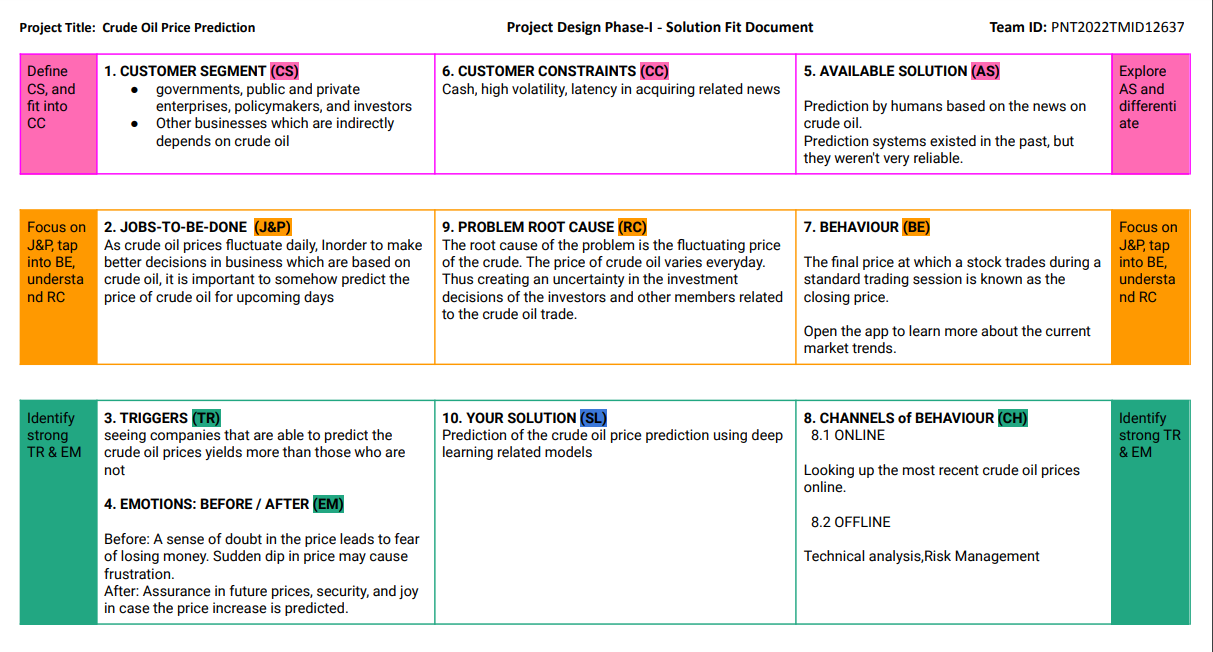 Project Title: Crude Oil Price Prediction
Project Design Phase-I - Solution Fit Document
Team ID: PNT2022TMID12637
Define
CS, and
fit into
CC
1. CUSTOMER SEGMENT (CS)
● governments, public and private
enterprises, policymakers, and investors
● Other businesses which are indirectly
depends on crude oil
6. CUSTOMER CONSTRAINTS (CC)
Cash, high volatility, latency in acquiring related news
5. AVAILABLE SOLUTION (AS)
Prediction by humans based on the news on
crude oil.
Prediction systems existed in the past, but
they weren't very reliable.
Explore
AS and
differenti
ate
Focus on
J&P, tap
into BE,
understa
nd RC
2. JOBS-TO-BE-DONE (J&P)
As crude oil prices fluctuate daily, Inorder to make
better decisions in business which are based on
crude oil, it is important to somehow predict the
price of crude oil for upcoming days
9. PROBLEM ROOT CAUSE (RC)
The root cause of the problem is the fluctuating price
of the crude. The price of crude oil varies everyday.
Thus creating an uncertainty in the investment
decisions of the investors and other members related
to the crude oil trade.
7. BEHAVIOUR (BE)
The final price at which a stock trades during a
standard trading session is known as the
closing price.
Open the app to learn more about the current
market trends.
Focus on
J&P, tap
into BE,
understa
nd RC
Identify
strong
TR & EM
3. TRIGGERS (TR)
seeing companies that are able to predict the
crude oil prices yields more than those who are
not
4. EMOTIONS: BEFORE / AFTER (EM)
Before: A sense of doubt in the price leads to fear
of losing money. Sudden dip in price may cause
frustration.
After: Assurance in future prices, security, and joy
in case the price increase is predicted.
10. YOUR SOLUTION (SL)
Prediction of the crude oil price prediction using deep
learning related models
8. CHANNELS of BEHAVIOUR (CH)
8.1 ONLINE
Looking up the most recent crude oil prices
online.
8.2 OFFLINE
Technical analysis,Risk Management
Identify
strong TR
& EM